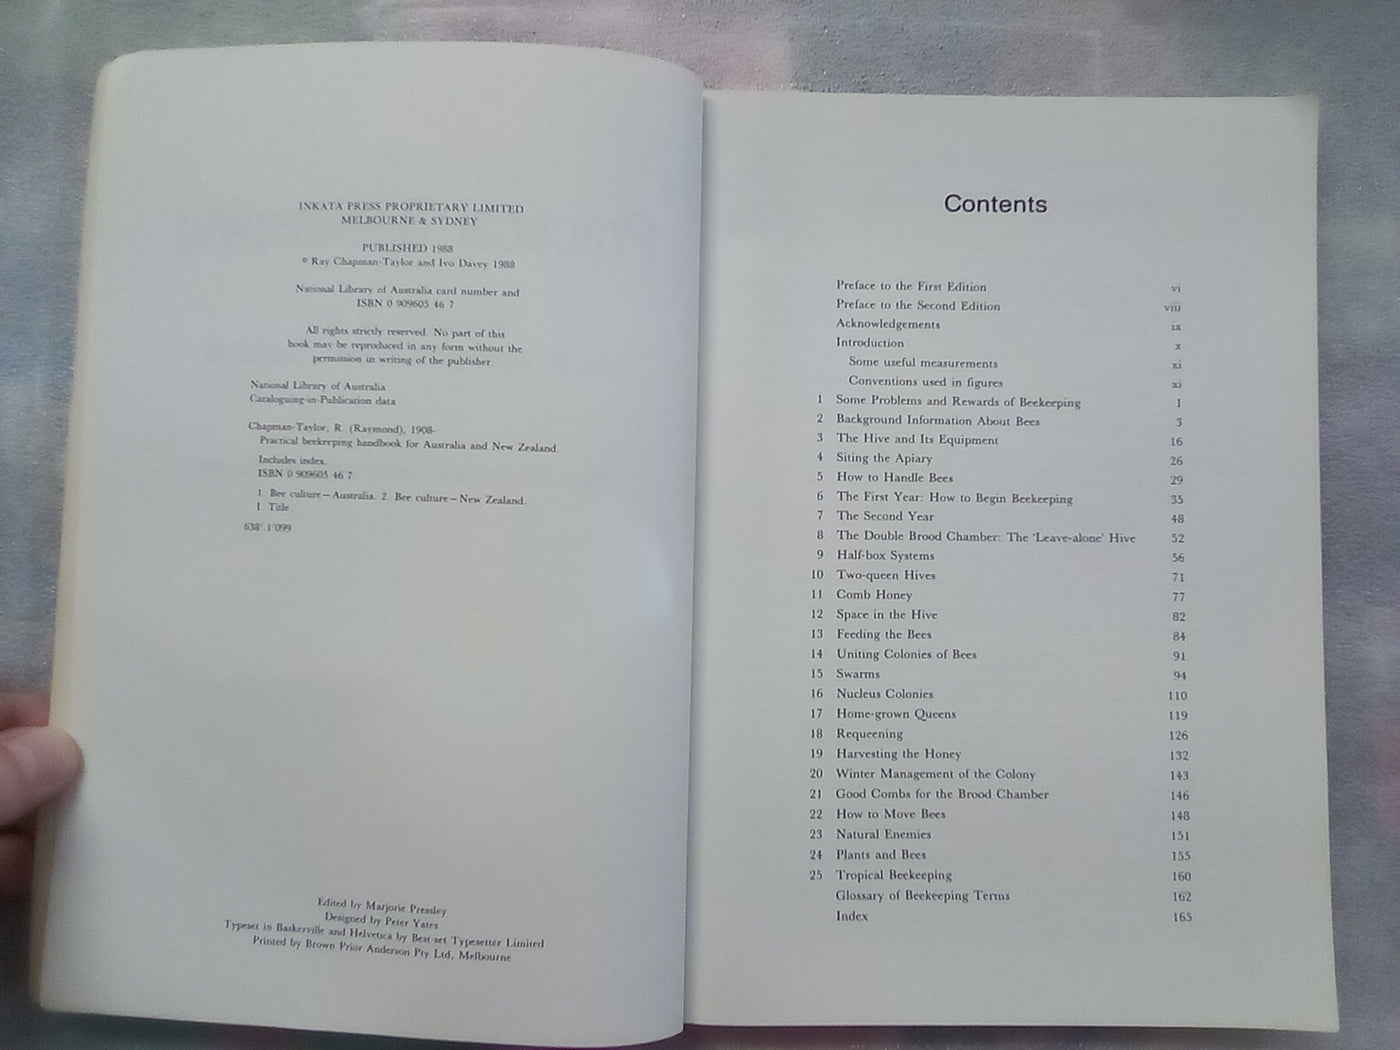 INKATA PRESS PROPRIETARY LIMITED
MELBOURNE & SYDNEY
PUBLISHED 1988
© Ray Chapman-Taylor and Ivo Davey 1988
National Library of Australia card number and
ISBN 0 909605 46 7
All rights strictly reserved. No part of this
book may be reproduced in any form without the
permission in writing of the publisher
National Library of Australia
Cataloguing-in-Publication data
Chapman-Taylor, R. (Raymond), 1908-
Practical beekeeping handbook for Australia and New Zealand.
Includes index.
ISBN 0 909605 46 7
1. Bee culture—Australia. 2. Bee culture—New Zealand.
I. Title.
638'.1'099
Edited by Marjorie Pressley
Designed by Peter Yates
Typeset in Baskerville and Helvetica by Best-set Typesetter Limited
Printed by Brown Prior Anderson Pty Ltd, Melbourne
Contents
Preface to the First Edition vi
Preface to the Second Edition viii
Acknowledgements ix
Introduction x
Some useful measurements xi
Conventions used in figures xi
1 Some Problems and Rewards of Beekeeping 1
2 Background Information About Bees 3
3 The Hive and Its Equipment 16
4 Siting the Apiary 26
5 How to Handle Bees 29
6 The First Year: How to Begin Beekeeping 35
7 The Second Year 48
8 The Double Brood Chamber: The 'Leave-alone' Hive 52
9 Half-box Systems 56
10 Two-queen Hives 71
11 Comb Honey 77
12 Space in the Hive 82
13 Feeding the Bees 84
14 Uniting Colonies of Bees 91
15 Swarms 94
16 Nucleus Colonies 110
17 Home-grown Queens 119
18 Requeening 126
19 Harvesting the Honey 132
20 Winter Management of the Colony 143
21 Good Combs for the Brood Chamber 146
22 How to Move Bees 148
23 Natural Enemies 151
24 Plants and Bees 155
25 Tropical Beekeeping 160
Glossary of Beekeeping Terms 162
Index 165